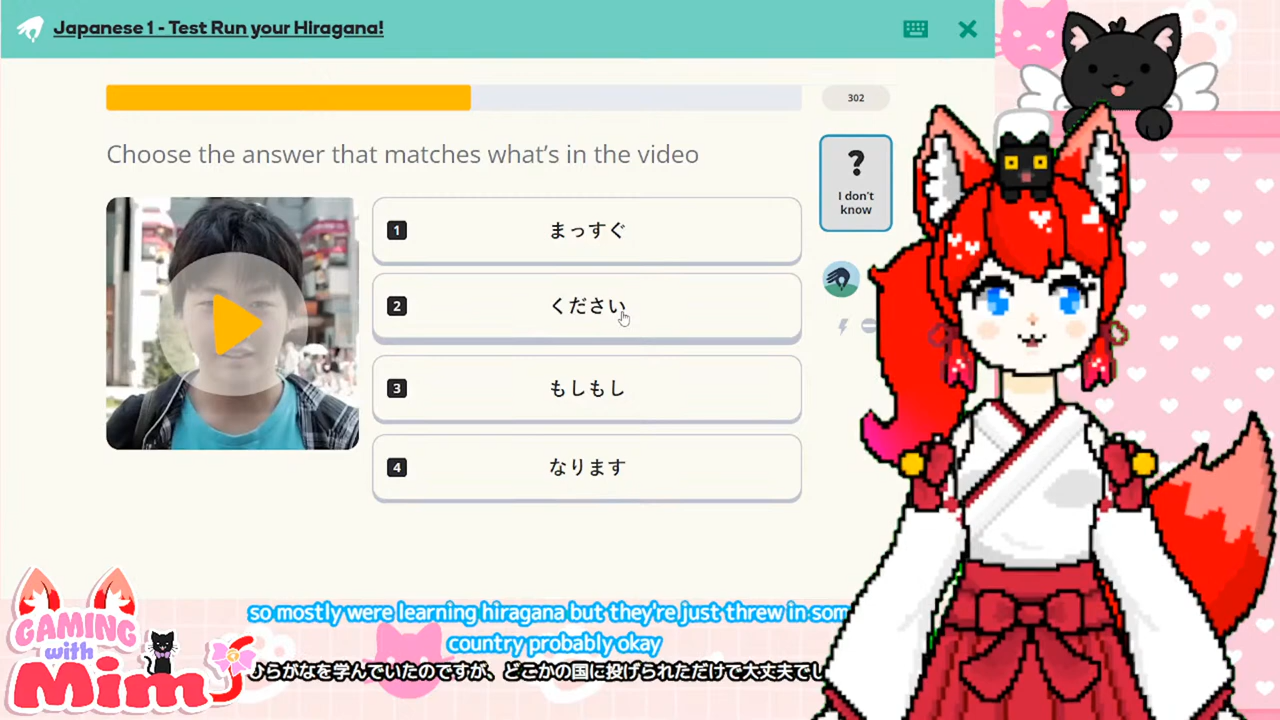 Japanese 1 - Test Run your Hiragana!
302
Choose the answer that matches what's in the video
?
I don't
know
1 まっすぐ
2 ください
3 もしもし
4 なります
so mostly were learning hiragana but they're just threw in som
country probably okay
らがなを学んでいたのですが、どこかの国に投げられただけで大丈夫でし
GAMING
with
Mim